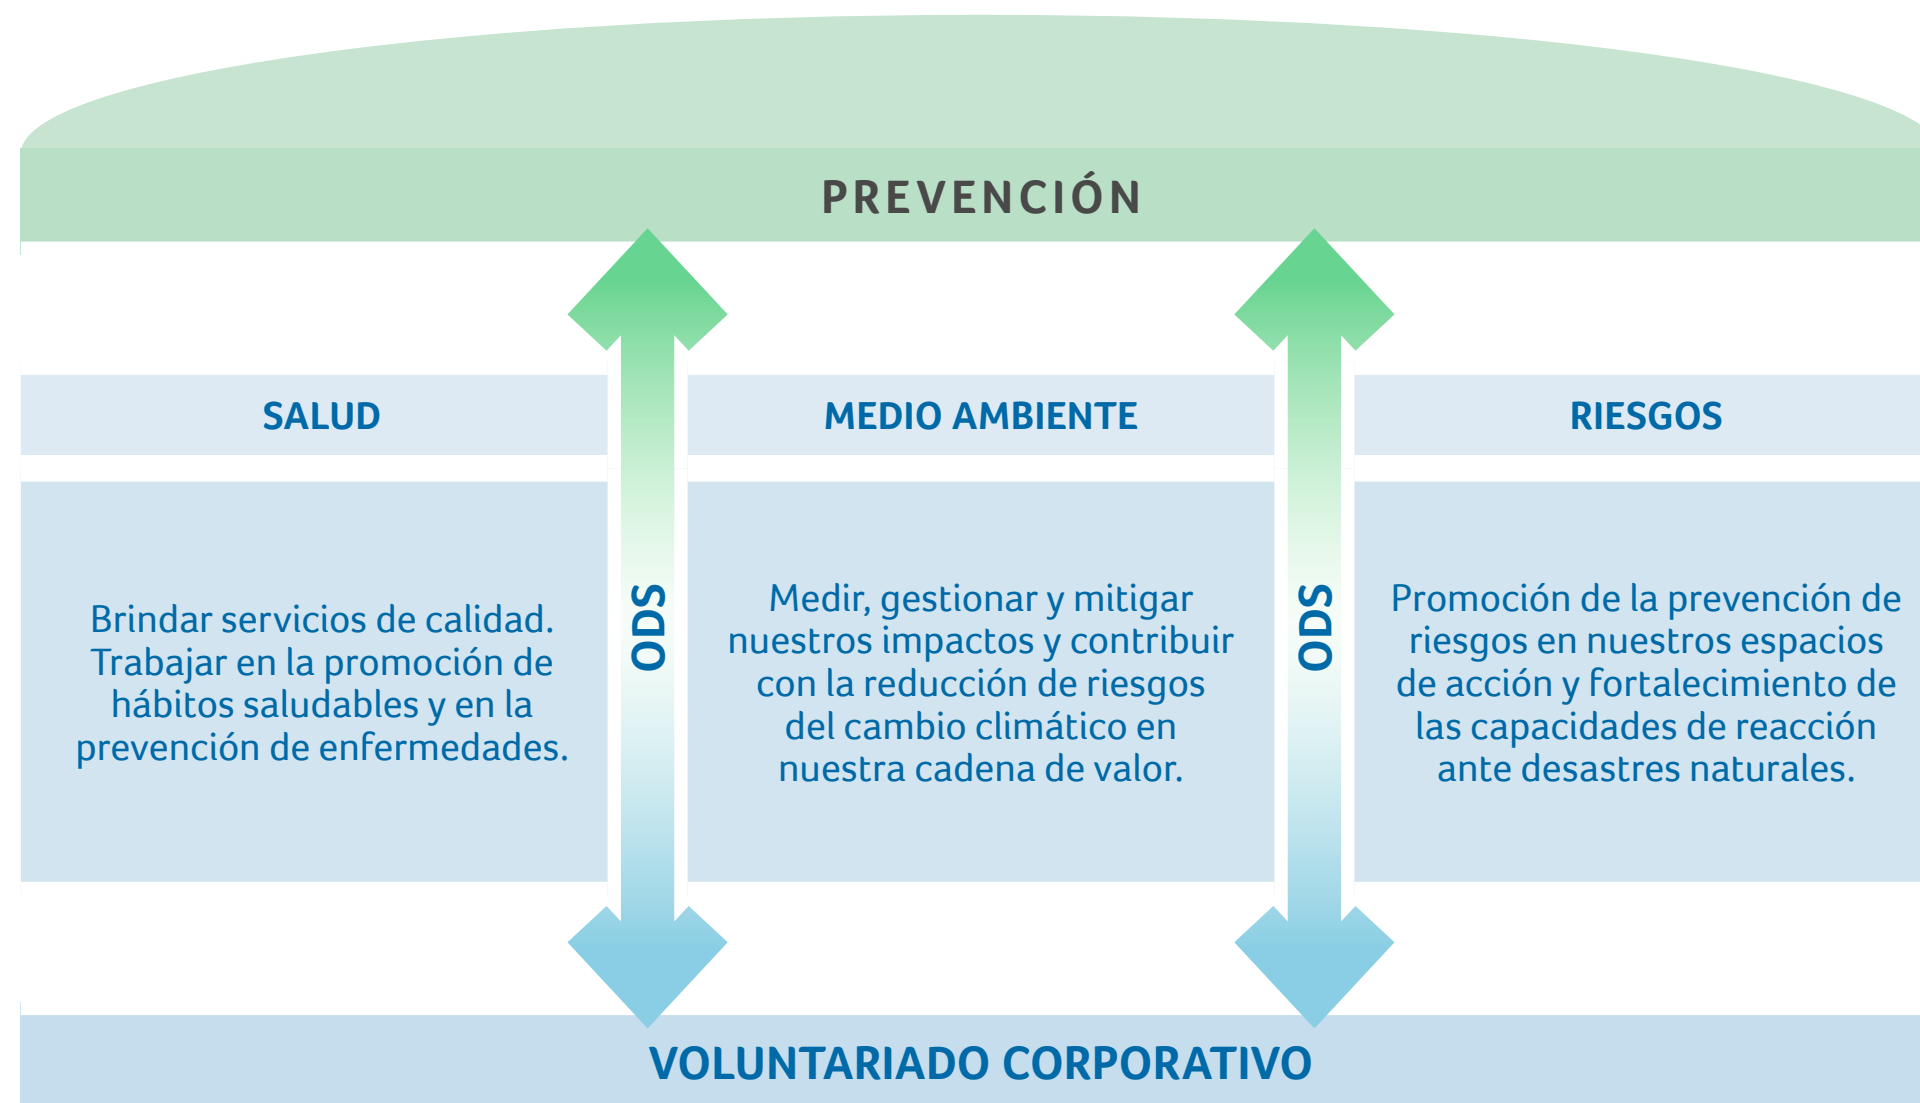 PREVENCIÓN
SALUD
Brindar servicios de calidad.
Trabajar en la promoción de
hábitos saludables y en la
prevención de enfermedades.
ODS
MEDIO AMBIENTE
Medir, gestionar y mitigar
nuestros impactos y contribuir
con la reducción de riesgos
del cambio climático en
nuestra cadena de valor.
ODS
RIESGOS
Promoción de la prevención de
riesgos en nuestros espacios
de acción y fortalecimiento de
las capacidades de reacción
ante desastres naturales.
VOLUNTARIADO CORPORATIVO